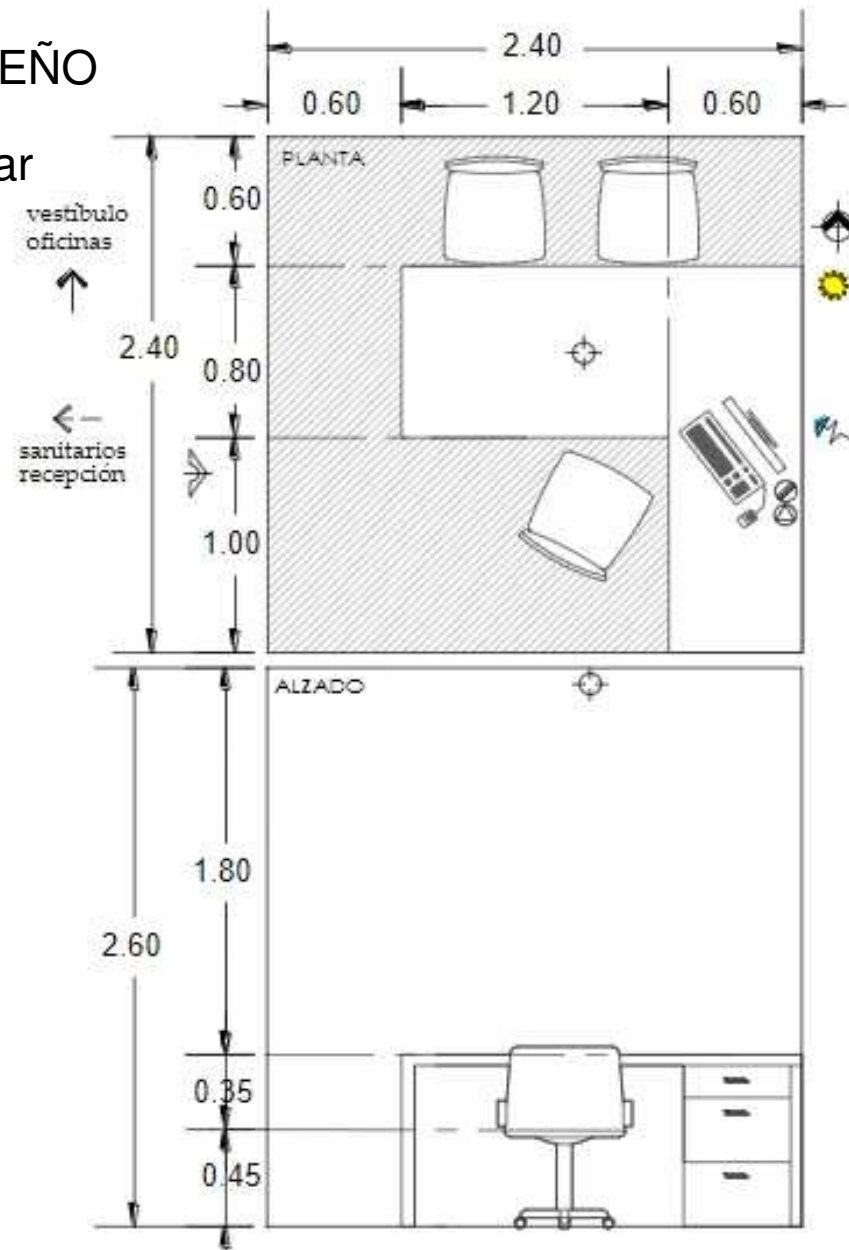 EÑO
ar
2.40
0.60 1.20 0.60
PLANTA
0.60
vestíbulo
oficinas
2.40
0.80
sanitarios
recepción
1.00
ALZADO
1.80
2.60
0.35
0.45